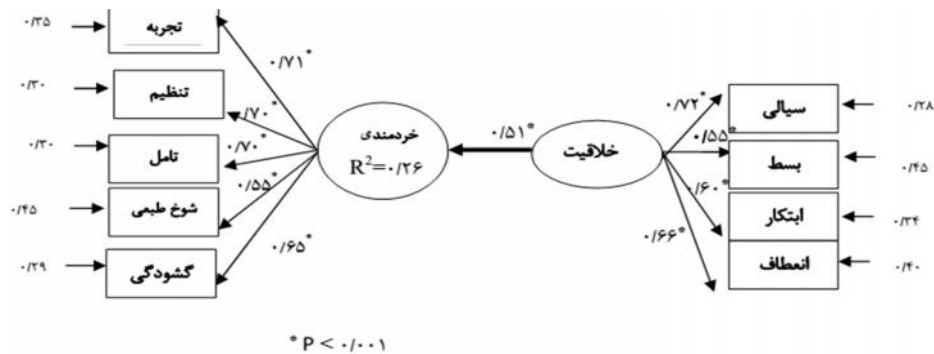 تجربه
۰/۳۵
۰/۷۱*
تنظیم
۰/۳۰
۰/۷۰*
تامل
۰/۳۰
۰/۷۰*
شوخ طبعی
۰/۴۵
۰/۵۵*
گشودگی
۰/۲۹
۰/۶۵*
خردمندی
R²=۰/۲۶
۰/۵۱*
خلاقیت
۰/۷۲*
سیالی
۰/۲۸
۰/۵۵*
بسط
۰/۴۵
۰/۶۰*
ابتکار
۰/۳۴
۰/۶۶*
انعطاف
۰/۴۰
* P < ۰/۰۰۱